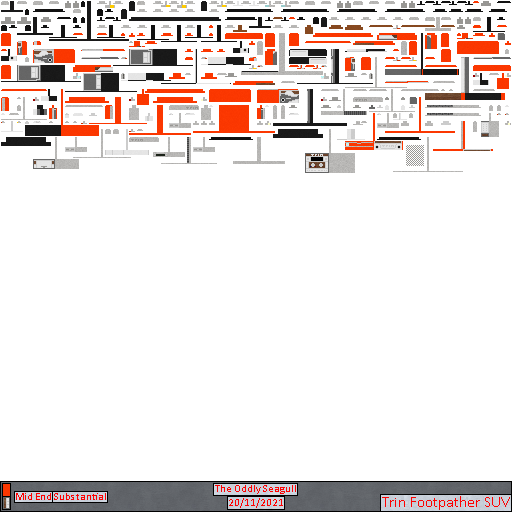 The Oddly Seagull
Mid End Substantial
20/11/2021
Trin Footpather SUV